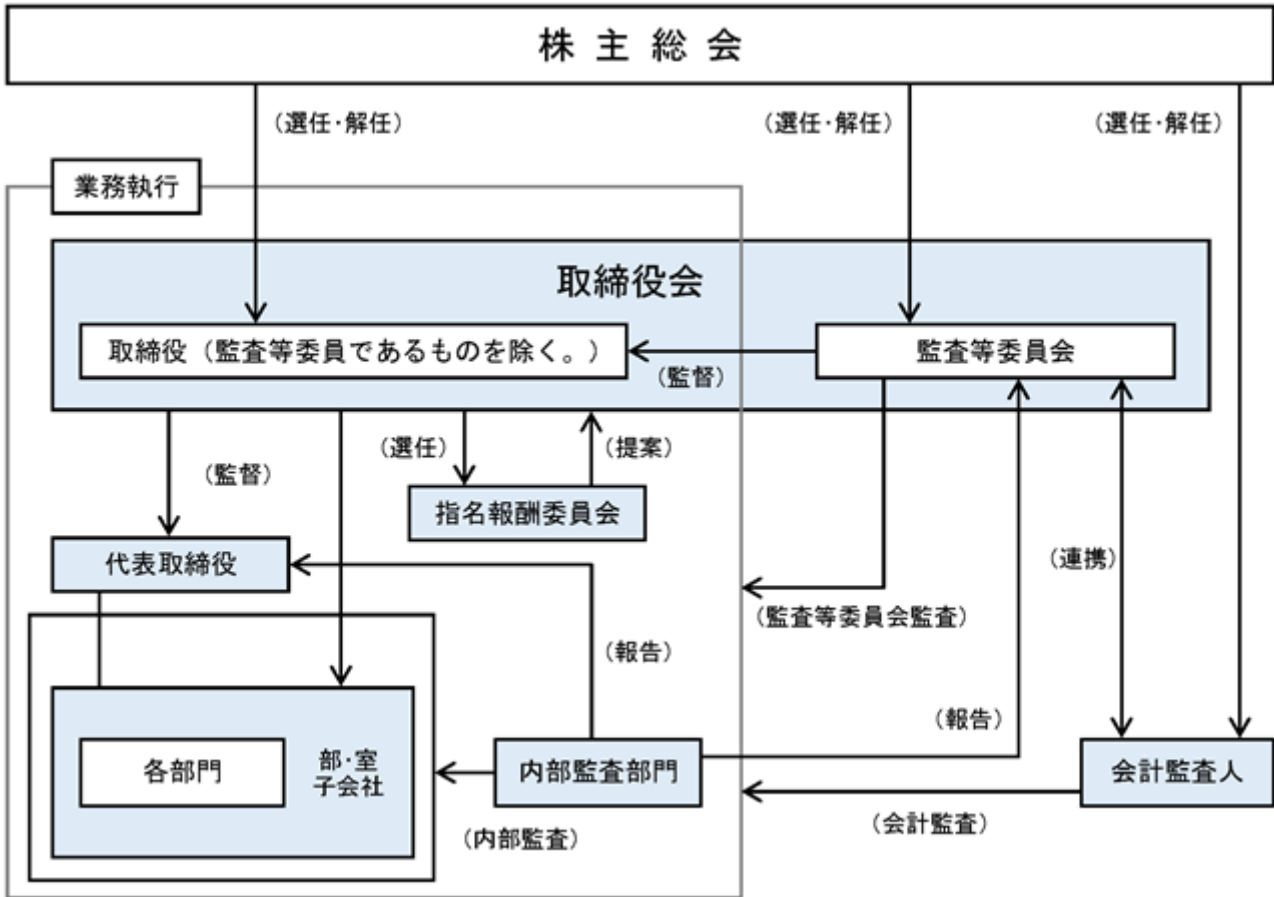 株主総会
(選任・解任)
(選任・解任)
(選任・解任)
業務執行
取締役会
取締役(監査等委員であるものを除く。)
監査等委員会
(監督)
(選任)
(提案)
(監督)
指名報酬委員会
代表取締役
(連携)
(監査等委員会監査)
(報告)
(報告)
各部門
部・室
子会社
内部監査部門
会計監査人
(会計監査)
(内部監査)